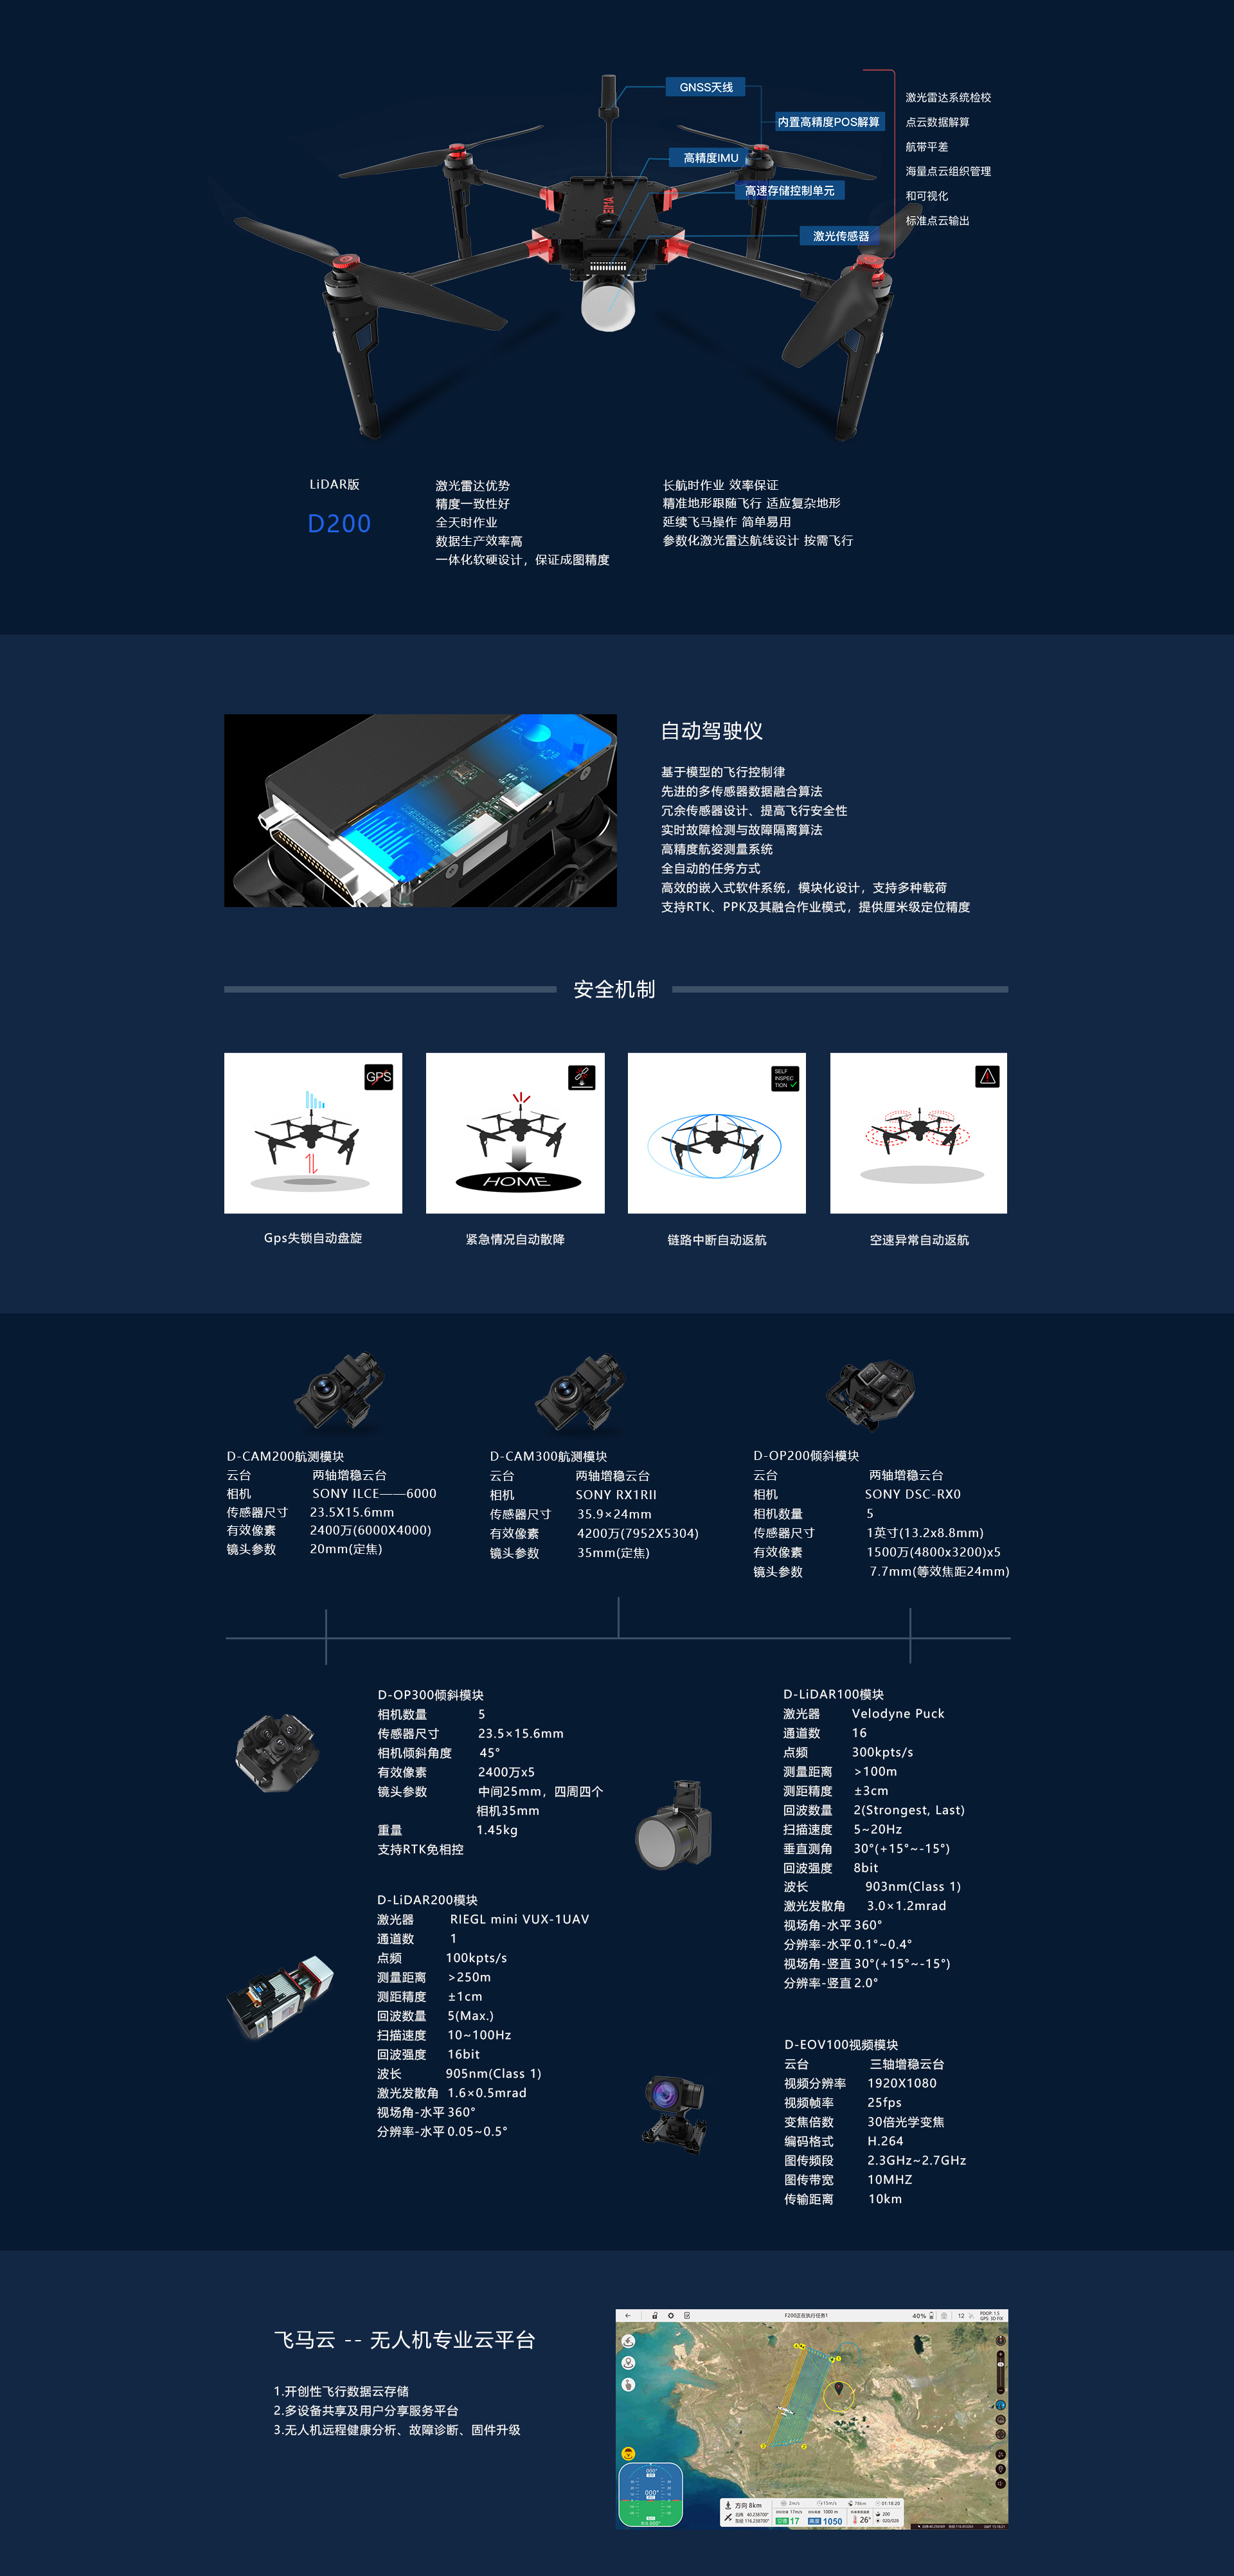 GNSS天线
内置高精度POS解算
高精度IMU
高速存储控制单元
激光传感器
激光雷达系统检校
点云数据解算
航带平差
海量点云组织管理
和可视化
标准点云输出
LiDAR版
D200
激光雷达优势
精度一致性好
全天时作业
数据生产效率高
一体化软硬设计，保证成图精度
长航时作业 效率保证
精准地形跟随飞行 适应复杂地形
延续飞马操作 简单易用
参数化激光雷达航线设计 按需飞行
自动驾驶仪
基于模型的飞行控制律
先进的多传感器数据融合算法
冗余传感器设计、提高飞行安全性
实时故障检测与故障隔离算法
高精度航姿测量系统
全自动的任务方式
高效的嵌入式软件系统，模块化设计，支持多种载荷
支持RTK、PPK及其融合作业模式，提供厘米级定位精度
安全机制
GPS
HOME
SELF
INSPEC
TION
Gps失锁自动盘旋
紧急情况自动散降
链路中断自动返航
空速异常自动返航
D-CAM200航测模块
云台 两轴增稳云台
相机 SONY ILCE——6000
传感器尺寸 23.5X15.6mm
有效像素 2400万(6000X4000)
镜头参数 20mm(定焦)
D-CAM300航测模块
云台 两轴增稳云台
相机 SONY RX1RII
传感器尺寸 35.9×24mm
有效像素 4200万(7952X5304)
镜头参数 35mm(定焦)
D-OP200倾斜模块
云台 两轴增稳云台
相机 SONY DSC-RX0
相机数量 5
传感器尺寸 1英寸(13.2x8.8mm)
有效像素 1500万(4800x3200)x5
镜头参数 7.7mm(等效焦距24mm)
D-OP300倾斜模块
相机数量 5
传感器尺寸 23.5×15.6mm
相机倾斜角度 45°
有效像素 2400万x5
镜头参数 中间25mm，四周四个
相机35mm
重量 1.45kg
支持RTK免相控
D-LiDAR100模块
激光器 Velodyne Puck
通道数 16
点频 300kpts/s
测量距离 >100m
测距精度 ±3cm
回波数量 2(Strongest, Last)
扫描速度 5~20Hz
垂直测角 30°(+15°~-15°)
回波强度 8bit
波长 903nm(Class 1)
激光发散角 3.0×1.2mrad
视场角-水平 360°
分辨率-水平 0.1°~0.4°
视场角-竖直 30°(+15°~-15°)
分辨率-竖直 2.0°
D-LiDAR200模块
激光器 RIEGL mini VUX-1UAV
通道数 1
点频 100kpts/s
测量距离 >250m
测距精度 ±1cm
回波数量 5(Max.)
扫描速度 10~100Hz
回波强度 16bit
波长 905nm(Class 1)
激光发散角 1.6×0.5mrad
视场角-水平 360°
分辨率-水平 0.05~0.5°
D-EOV100视频模块
云台 三轴增稳云台
视频分辨率 1920X1080
视频帧率 25fps
变焦倍数 30倍光学变焦
编码格式 H.264
图传频段 2.3GHz~2.7GHz
图传带宽 10MHZ
传输距离 10km
飞马云 -- 无人机专业云平台
1.开创性飞行数据云存储
2.多设备共享及用户分享服务平台
3.无人机远程健康分析、故障诊断、固件升级
F200正在执行任务1
40%
12
PDOP: 1.5
GPS: 3D FIX
方向 8km
2m/s
15m/s
78km
01:18:20
17
1050
26°
200
020/020